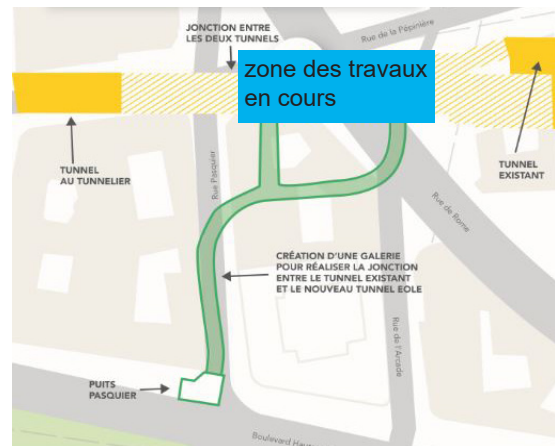 JONCTION ENTRE
LES DEUX TUNNELS
Rue de la Pépinière
zone des travaux
en cours
TUNNEL
AU TUNNELIER
TUNNEL
EXISTANT
Rue Pasquier
Rue de Rome
CRÉATION D'UNE GALERIE
POUR RÉALISER LA JONCTION
ENTRE LE TUNNEL EXISTANT
ET LE NOUVEAU TUNNEL EOLE
Rue de l'Arcade
PUITS
PASQUIER
Boulevard